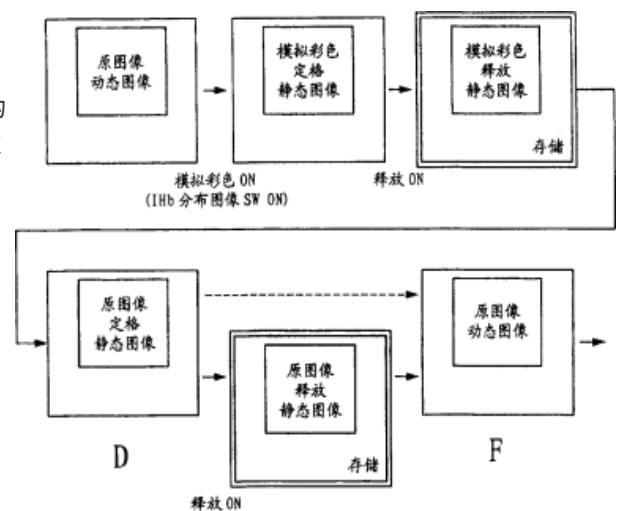 原图像
动态图像
模拟彩色
定格
静态图像
模拟彩色
释放
静态图像
存储
的
模拟彩色 ON
(IHb 分布图像 SW ON)
释放 ON
原图像
定格
静态图像
原图像
动态图像
原图像
释放
静态图像
存储
D
F
释放 ON